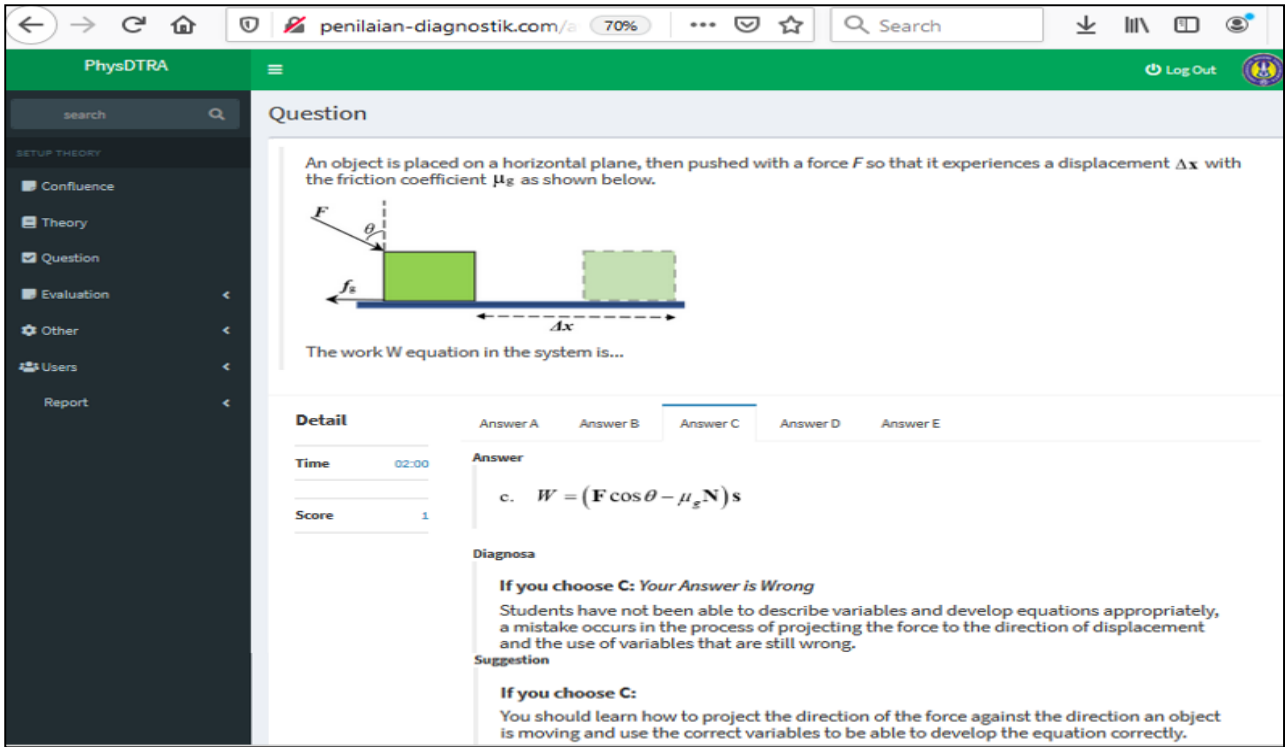 penilaian-diagnostik.com/a 70% Search
PhysDTRA
Log Out
search
Question
SETUP THEORY
Confluence
Theory
Question
Evaluation
Other
Users
Report
An object is placed on a horizontal plane, then pushed with a force F so that it experiences a displacement Δx with
the friction coefficient μg as shown below.
F
θ
fg
Δx
The work W equation in the system is...
Detail
Time 02:00
Score 1
Answer A Answer B Answer C Answer D Answer E
Answer
c. W = (F cos θ − μg N) s
Diagnosa
If you choose C: Your Answer is Wrong
Students have not been able to describe variables and develop equations appropriately,
a mistake occurs in the process of projecting the force to the direction of displacement
and the use of variables that are still wrong.
Suggestion
If you choose C:
You should learn how to project the direction of the force against the direction an object
is moving and use the correct variables to be able to develop the equation correctly.